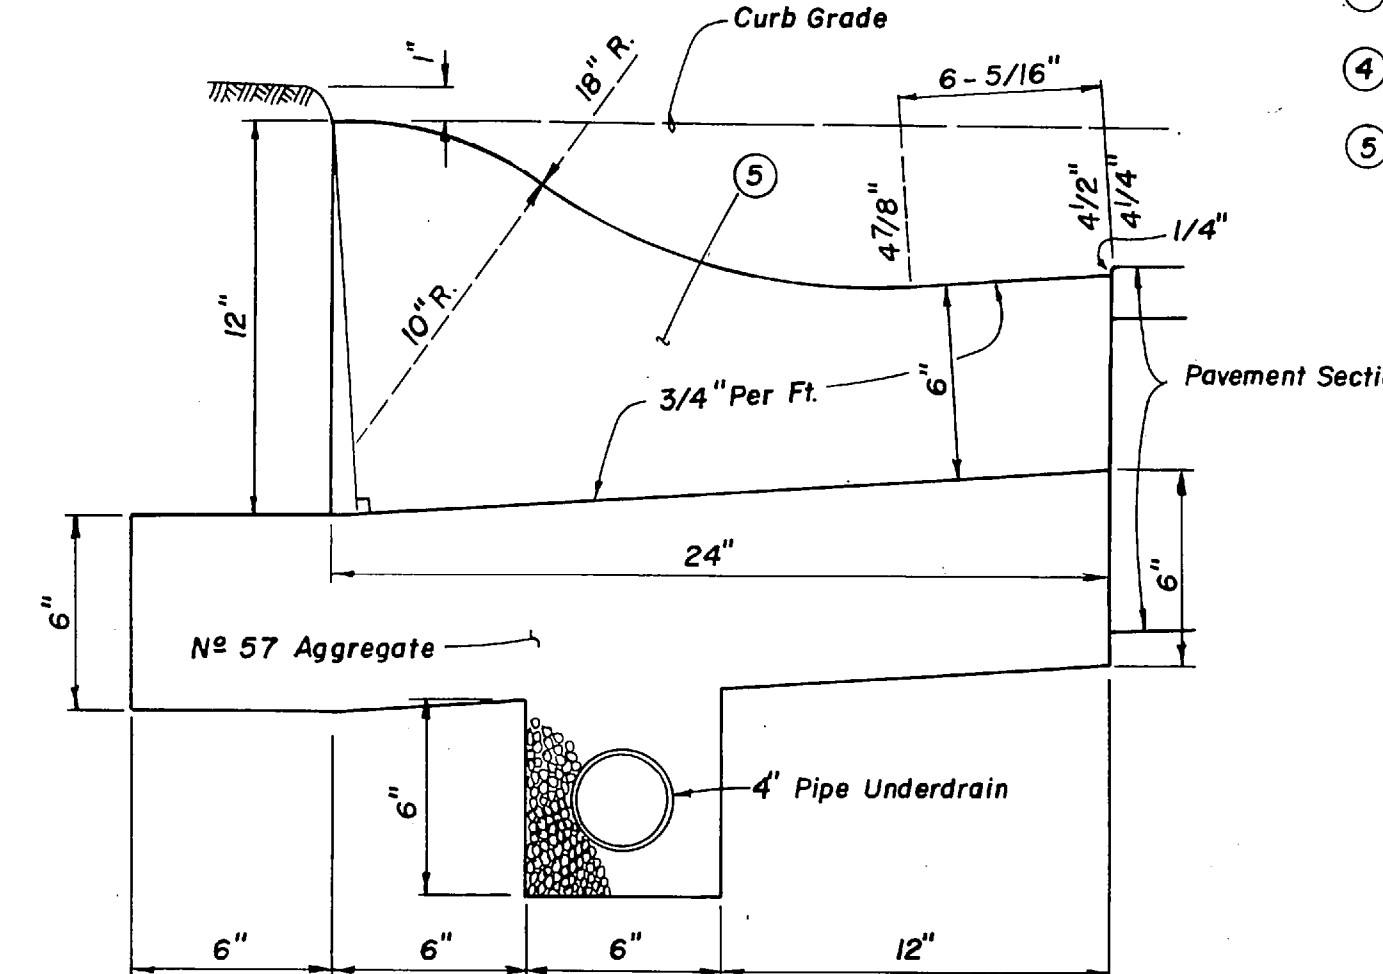 Curb Grade
1"
18" R.
6-5/16"
4
5
5
4 7/8"
4 1/2"
4 1/4"
1/4"
12"
10" R.
3/4" Per Ft.
6"
Pavement Secti
24"
6"
6"
Nº 57 Aggregate
6"
4" Pipe Underdrain
6"
6"
6"
12"